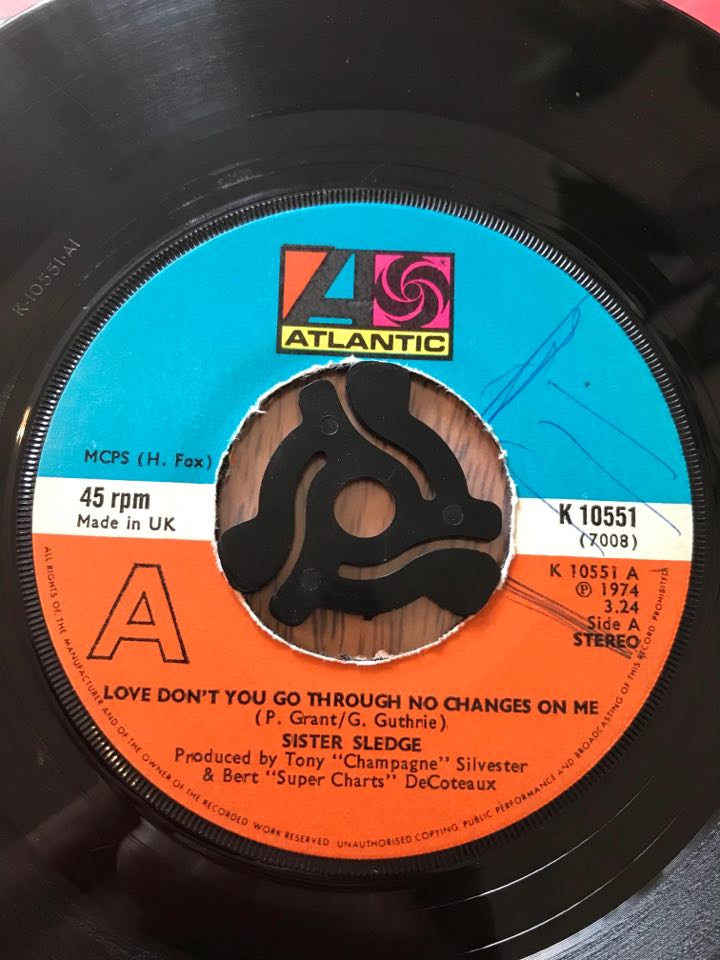 K·10551·A1
ATLANTIC
MCPS (H. Fox)
45 rpm
Made in UK
K 10551
(7008)
K 10551 A
℗ 1974
3.24
Side A
STEREO
A
LOVE DON'T YOU GO THROUGH NO CHANGES ON ME
(P. Grant/G. Guthrie)
SISTER SLEDGE
Produced by Tony "Champagne" Silvester
& Bert "Super Charts" DeCoteaux
ALL RIGHTS OF THE MANUFACTURER AND OF THE OWNER OF THE RECORDED WORK RESERVED UNAUTHORISED COPYING PUBLIC PERFORMANCE AND BROADCASTING OF THIS RECORD PROHIBITED